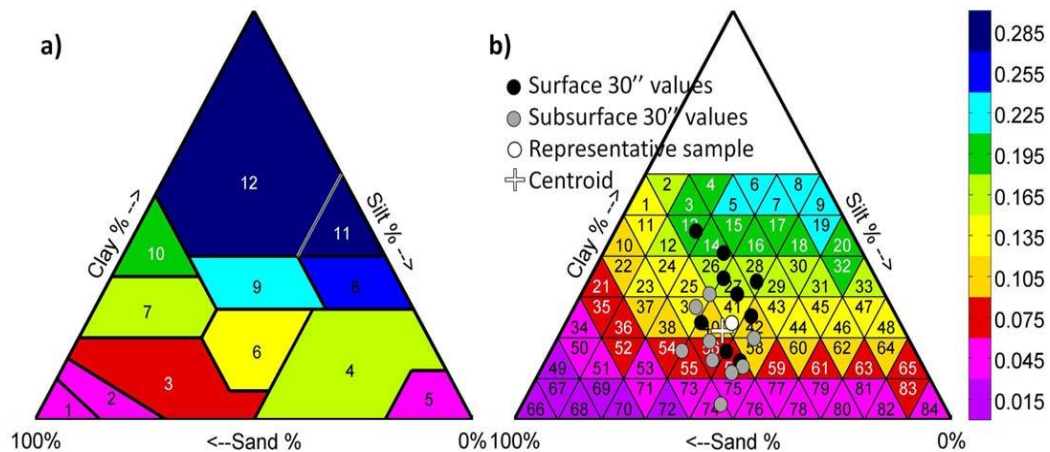 a)
12
11
10
9
8
7
6
3
4
1
2
5
Clay % -->
Silt % -->
100%
<--Sand %
0%
b)
Surface 30'' values
Subsurface 30'' values
Representative sample
Centroid
Clay % -->
Silt % -->
2 4 6 8
1 3 5 7 9
11 13 15 17 19
10 12 14 16 18 20
22 24 26 28 30 32
21 23 25 27 29 31 33
35 37 41 43 45 47
34 36 38 42 44 46 48
50 52 54 56 58 60 62 64
49 51 53 55 59 61 63 65
67 69 71 73 75 77 79 81 83
66 68 70 72 74 76 78 80 82 84
100%
<--Sand %
0%
0.285
0.255
0.225
0.195
0.165
0.135
0.105
0.075
0.045
0.015